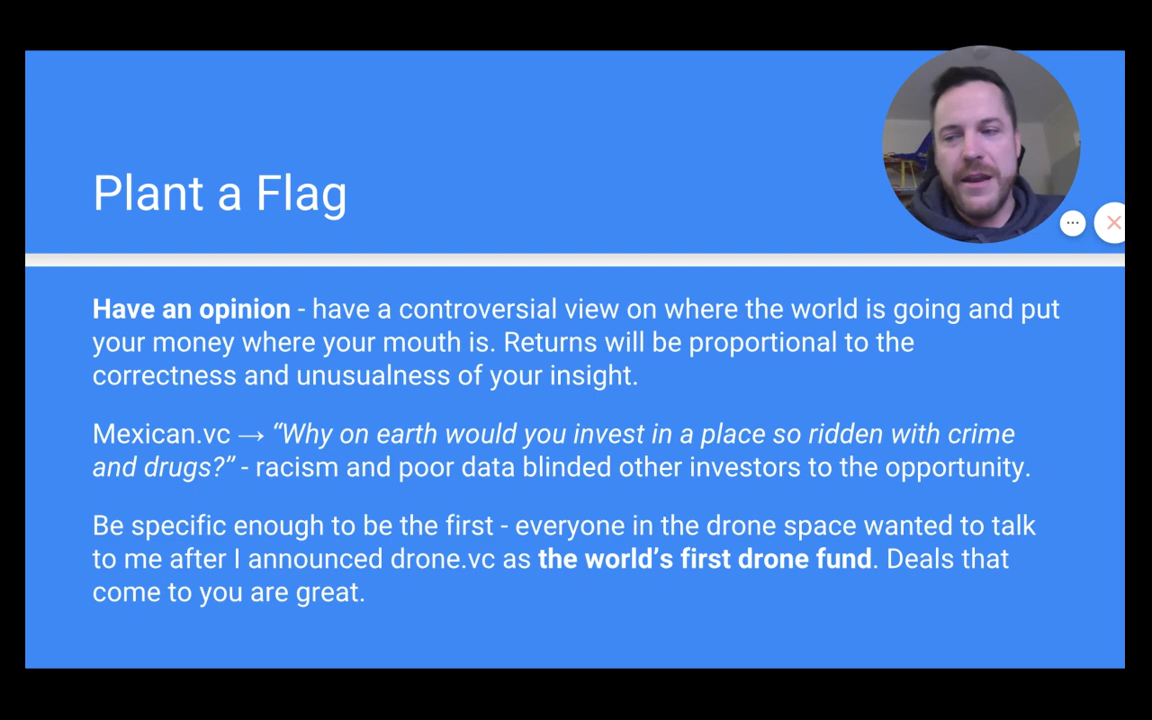 Plant a Flag
Have an opinion - have a controversial view on where the world is going and put
your money where your mouth is. Returns will be proportional to the
correctness and unusualness of your insight.
Mexican.vc → “Why on earth would you invest in a place so ridden with crime
and drugs?” - racism and poor data blinded other investors to the opportunity.
Be specific enough to be the first - everyone in the drone space wanted to talk
to me after I announced drone.vc as the world’s first drone fund. Deals that
come to you are great.